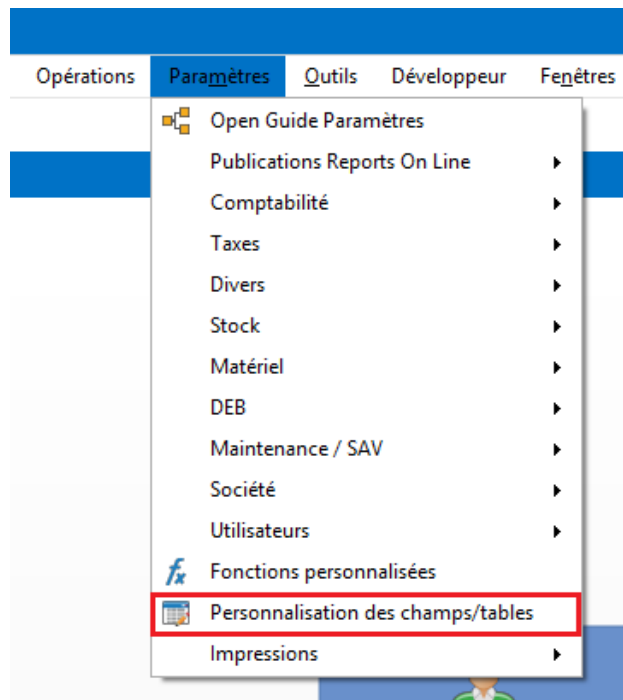 Opérations Paramètres Outils Développeur Fenêtres
Open Guide Paramètres
Publications Reports On Line
Comptabilité
Taxes
Divers
Stock
Matériel
DEB
Maintenance / SAV
Société
Utilisateurs
fx Fonctions personnalisées
Personnalisation des champs/tables
Impressions